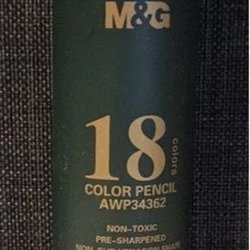 M&G
18
colors
COLOR PENCIL
AWP34362
NON-TOXIC
PRE-SHARPENED